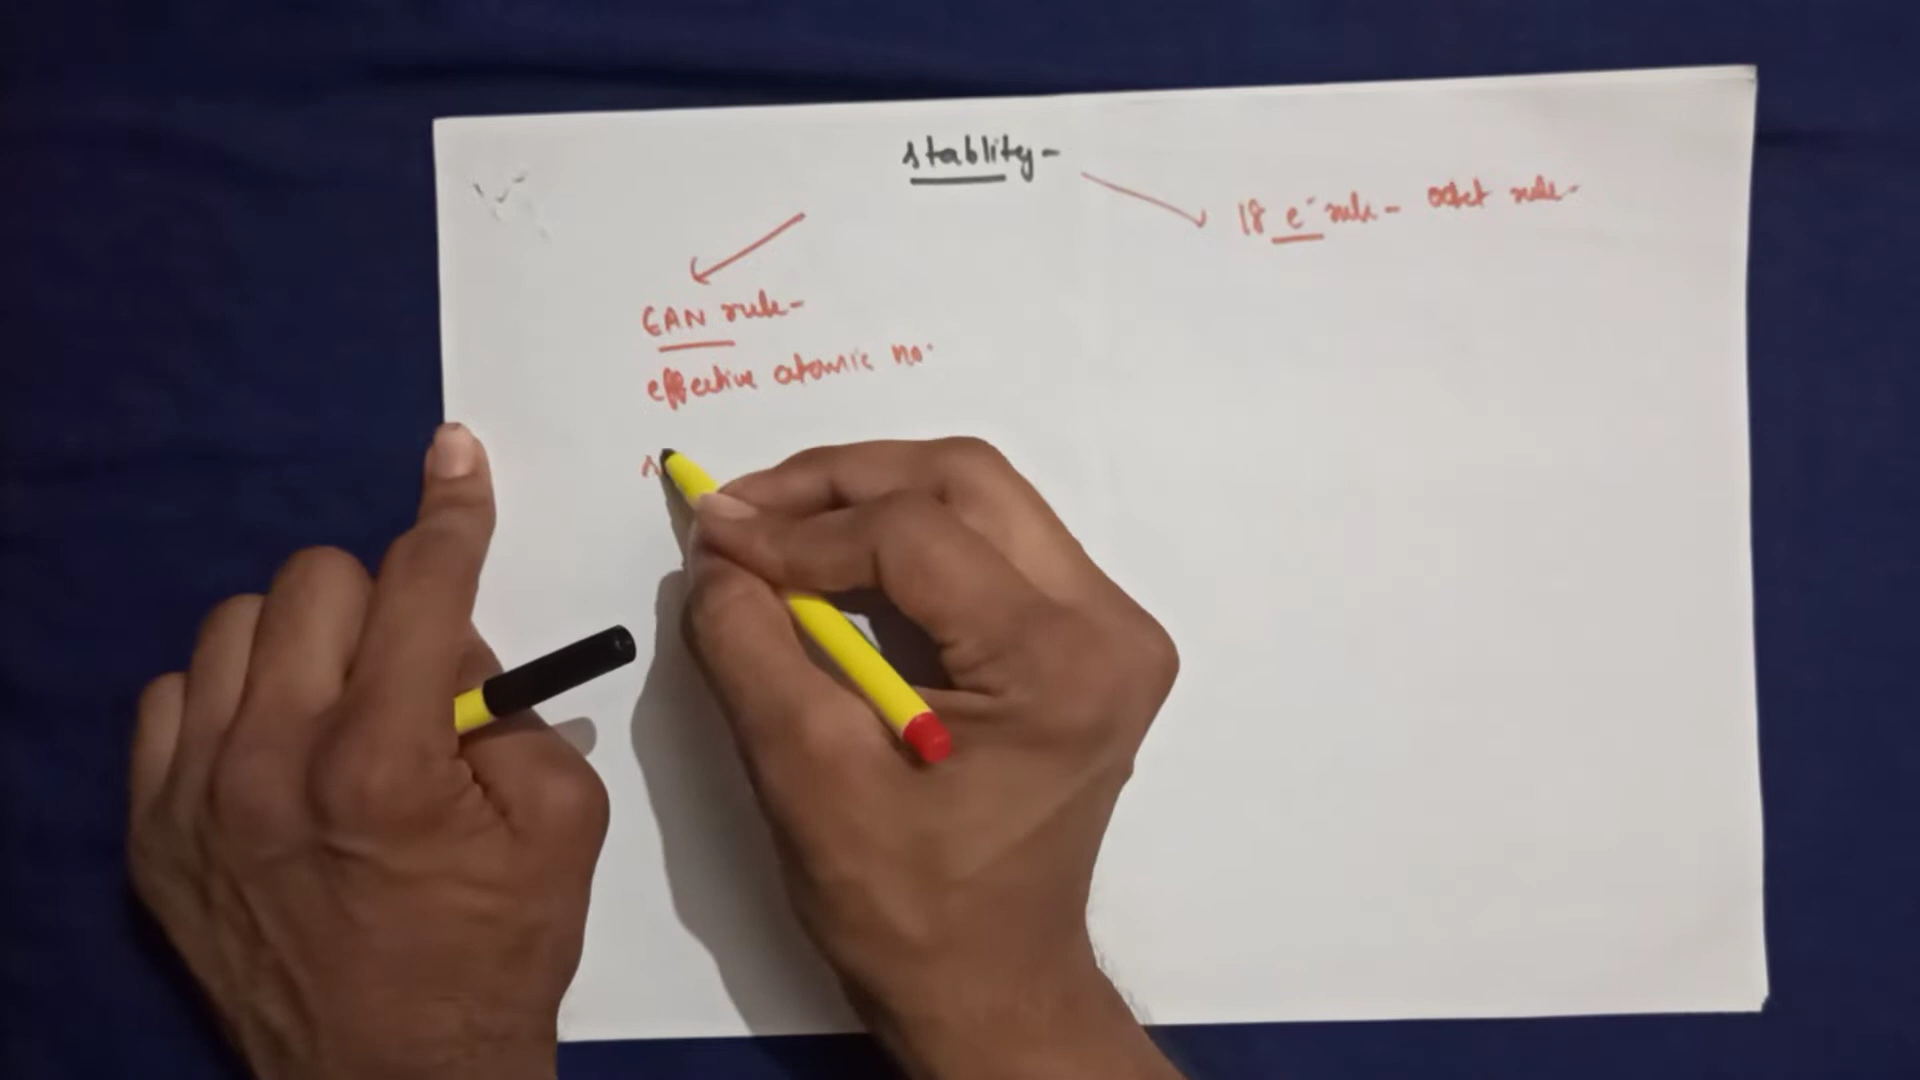 stablity-
18 e⁻ rule - octet rule-
EAN rule-
effective atomic no.